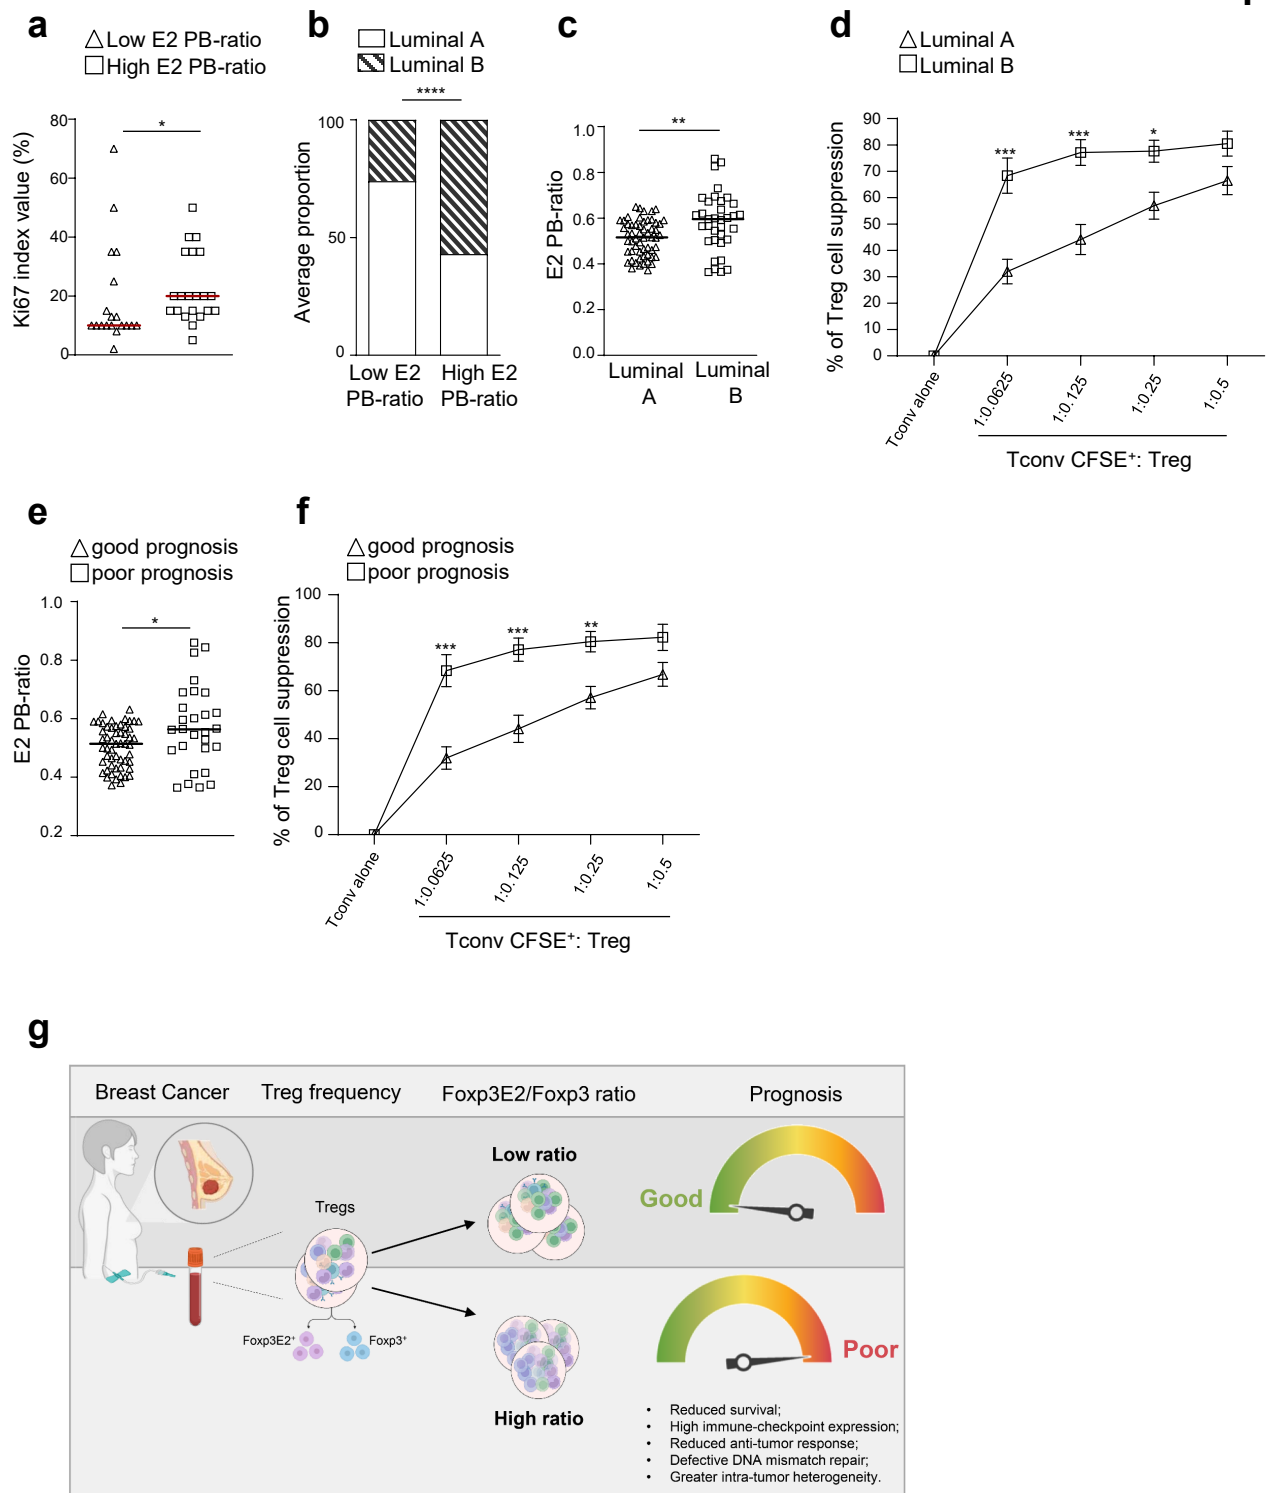 a
Low E2 PB-ratio
High E2 PB-ratio
Ki67 index value (%)
80
60
40
20
0
*
b
Luminal A
Luminal B
****
Average proportion
100
50
0
Low E2
PB-ratio
High E2
PB-ratio
c
E2 PB-ratio
1.0
0.8
0.6
0.4
0.2
0.0
**
Luminal
A
Luminal
B
d
Luminal A
Luminal B
% of Treg cell suppression
90
80
70
60
50
40
30
20
10
0
***
***
*
Tconv alone
1:0.0625
1:0.125
1:0.25
1:0.5
Tconv CFSE⁺: Treg
e
good prognosis
poor prognosis
E2 PB-ratio
1.0
0.8
0.6
0.4
0.2
*
f
good prognosis
poor prognosis
% of Treg cell suppression
100
80
60
40
20
0
***
***
**
Tconv alone
1:0.0625
1:0.125
1:0.25
1:0.5
Tconv CFSE⁺: Treg
g
Breast Cancer
Treg frequency
Foxp3E2/Foxp3 ratio
Prognosis
Low ratio
Good
Tregs
Foxp3E2⁺
Foxp3⁺
High ratio
Poor
• Reduced survival;
• High immune-checkpoint expression;
• Reduced anti-tumor response;
• Defective DNA mismatch repair;
• Greater intra-tumor heterogeneity.